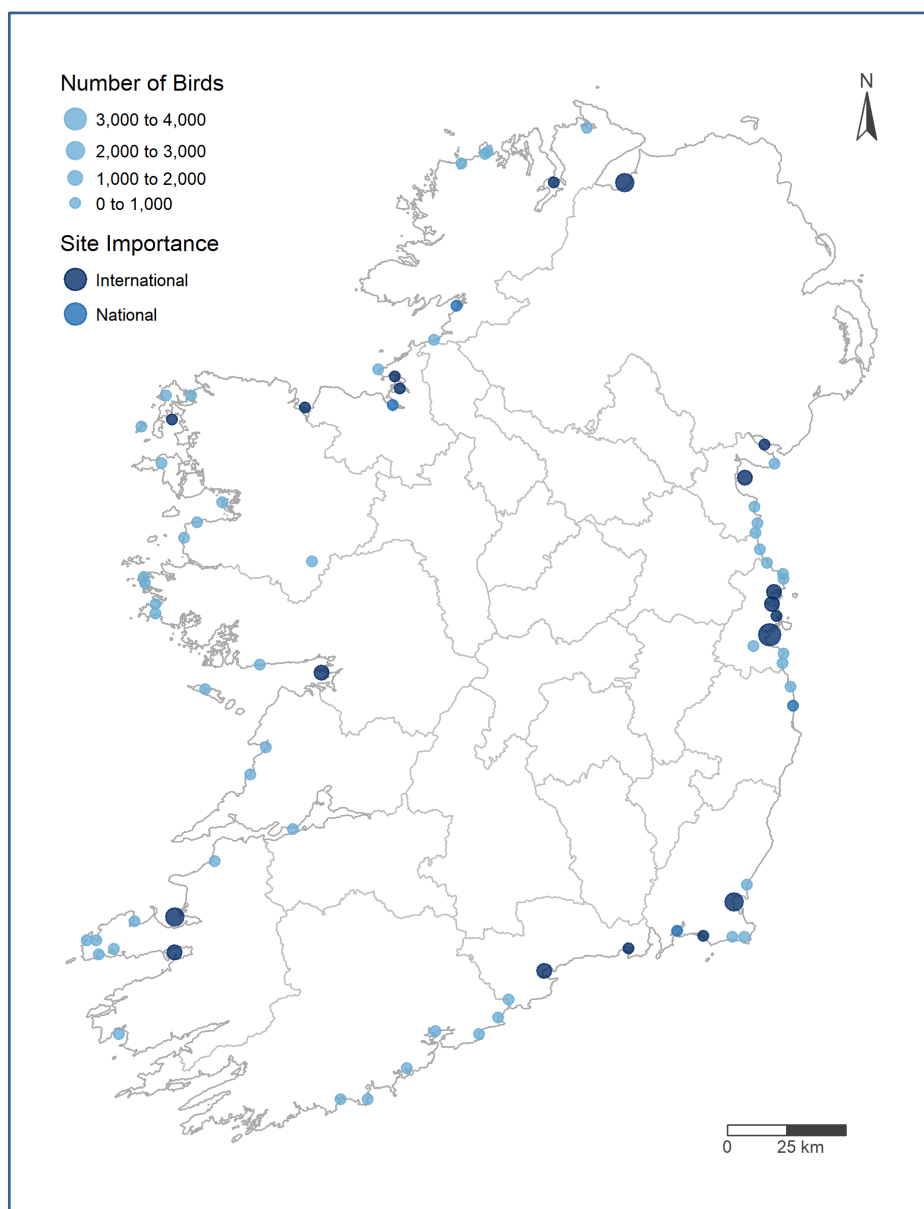 Number of Birds
3,000 to 4,000
2,000 to 3,000
1,000 to 2,000
0 to 1,000
Site Importance
International
National
N
0 25 km